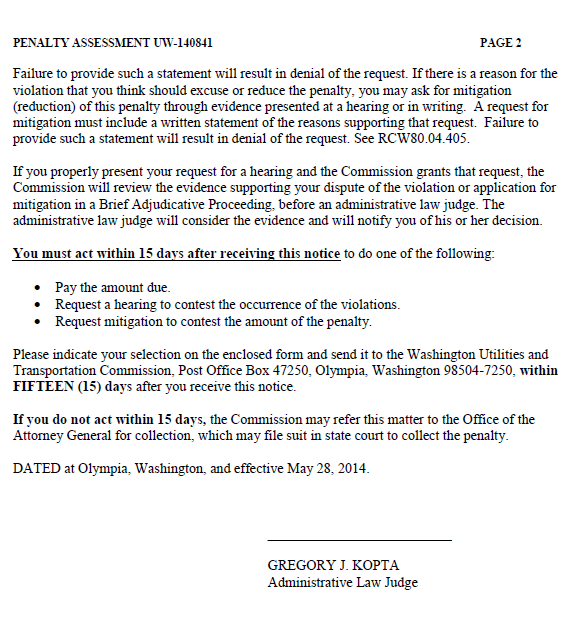 PENALTY ASSESSMENT UW-140841 PAGE 2
Failure to provide such a statement will result in denial of the request. If there is a reason for the
violation that you think should excuse or reduce the penalty, you may ask for mitigation
(reduction) of this penalty through evidence presented at a hearing or in writing. A request for
mitigation must include a written statement of the reasons supporting that request. Failure to
provide such a statement will result in denial of the request. See RCW80.04.405.
If you properly present your request for a hearing and the Commission grants that request, the
Commission will review the evidence supporting your dispute of the violation or application for
mitigation in a Brief Adjudicative Proceeding, before an administrative law judge. The
administrative law judge will consider the evidence and will notify you of his or her decision.
You must act within 15 days after receiving this notice to do one of the following:
• Pay the amount due.
• Request a hearing to contest the occurrence of the violations.
• Request mitigation to contest the amount of the penalty.
Please indicate your selection on the enclosed form and send it to the Washington Utilities and
Transportation Commission, Post Office Box 47250, Olympia, Washington 98504-7250, within
FIFTEEN (15) days after you receive this notice.
If you do not act within 15 days, the Commission may refer this matter to the Office of the
Attorney General for collection, which may file suit in state court to collect the penalty.
DATED at Olympia, Washington, and effective May 28, 2014.
GREGORY J. KOPTA
Administrative Law Judge